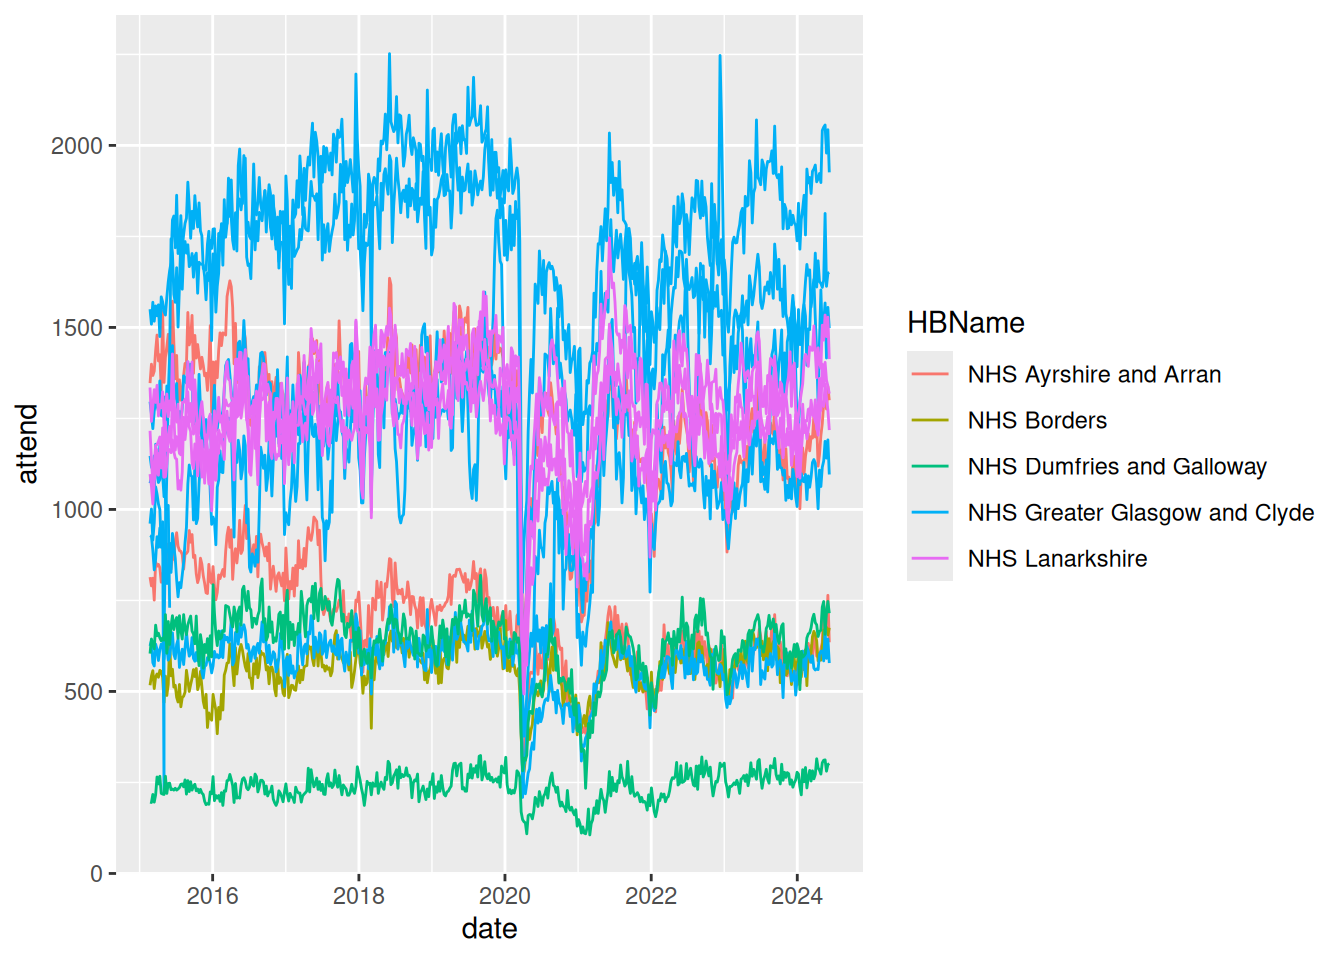 2000
1500
1000
500
0
attend
2016 2018 2020 2022 2024
date
HBName
NHS Ayrshire and Arran
NHS Borders
NHS Dumfries and Galloway
NHS Greater Glasgow and Clyde
NHS Lanarkshire